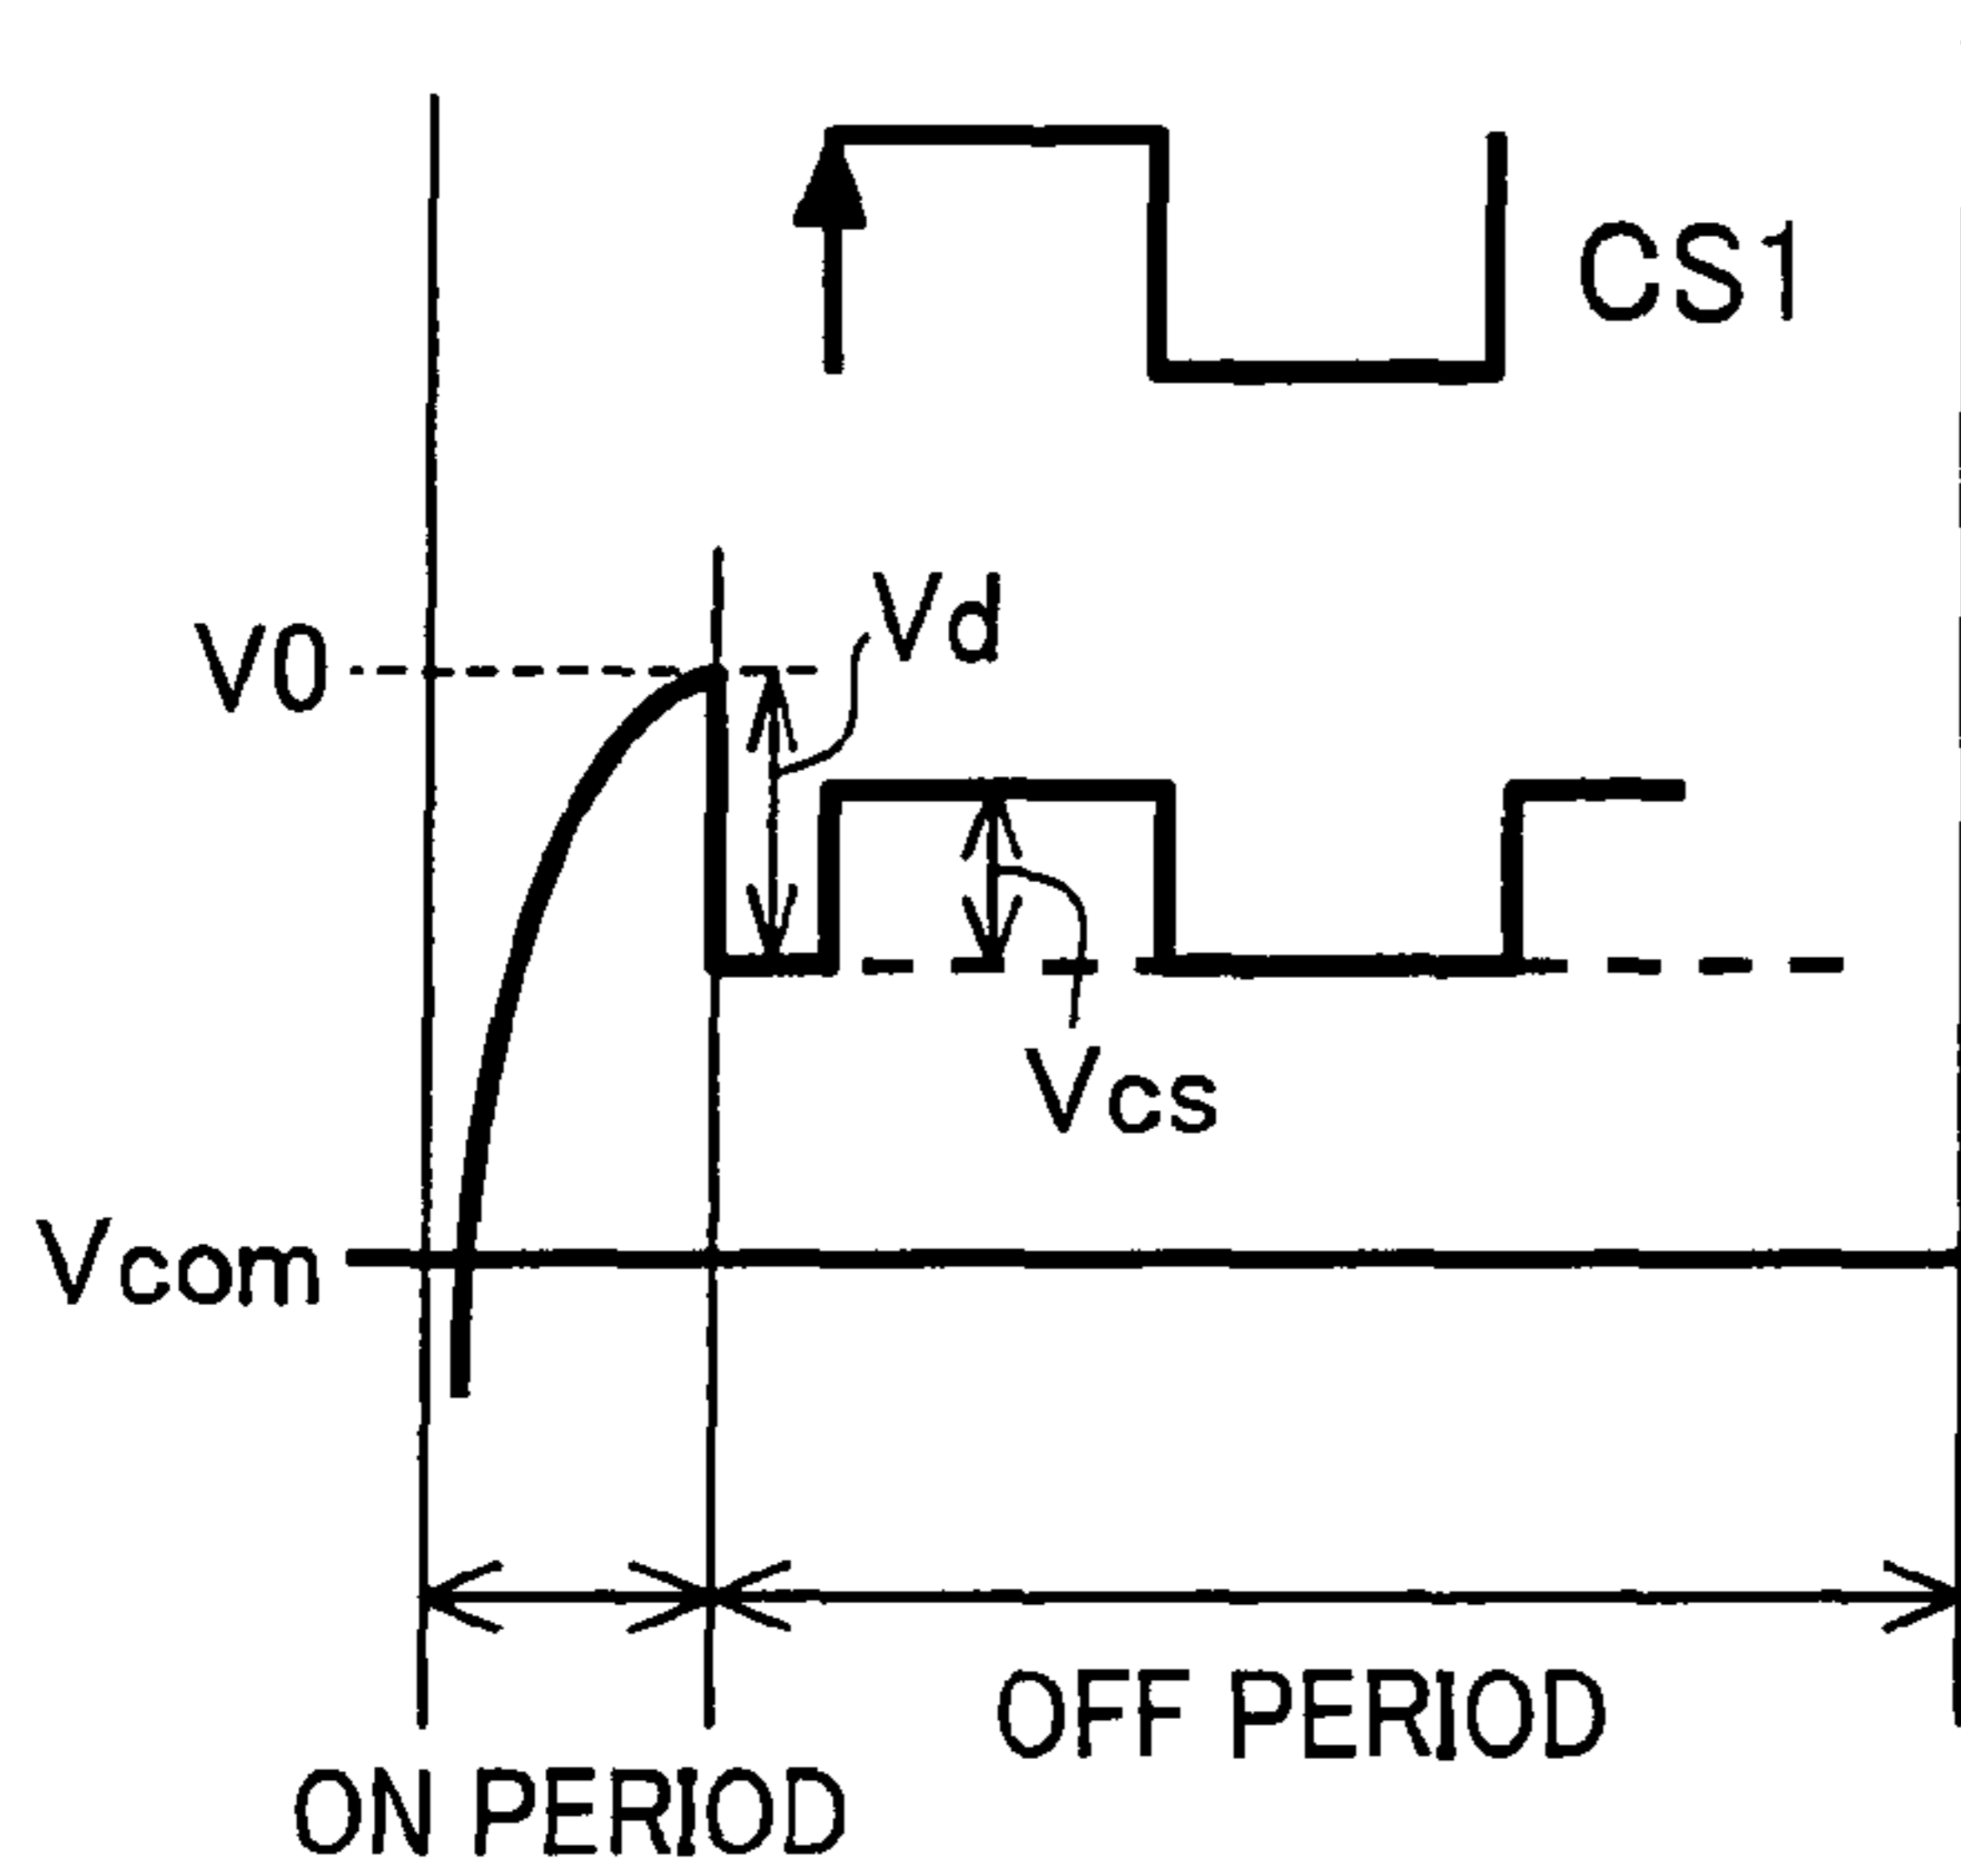 CS1
Vd
V0
Vcs
Vcom
OFF PERIOD
ON PERIOD